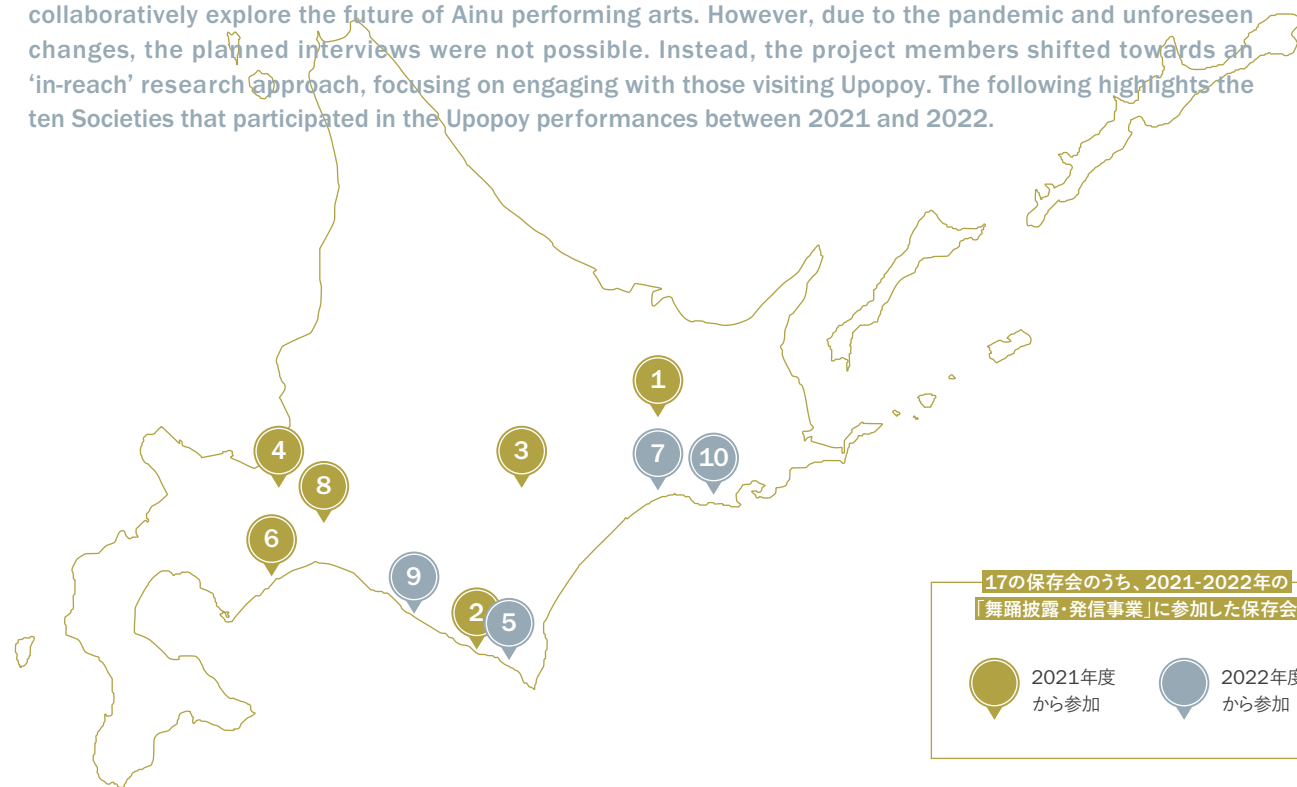 collaboratively explore the future of Ainu performing arts. However, due to the pandemic and unforeseen
changes, the planned interviews were not possible. Instead, the project members shifted towards an
‘in-reach’ research approach, focusing on engaging with those visiting Upopoy. The following highlights the
ten Societies that participated in the Upopoy performances between 2021 and 2022.
1
4
3
7
10
8
6
9
2
5
17の保存会のうち、2021-2022年の
「舞踊披露・発信事業」に参加した保存会
2021年度
から参加
2022年度
から参加